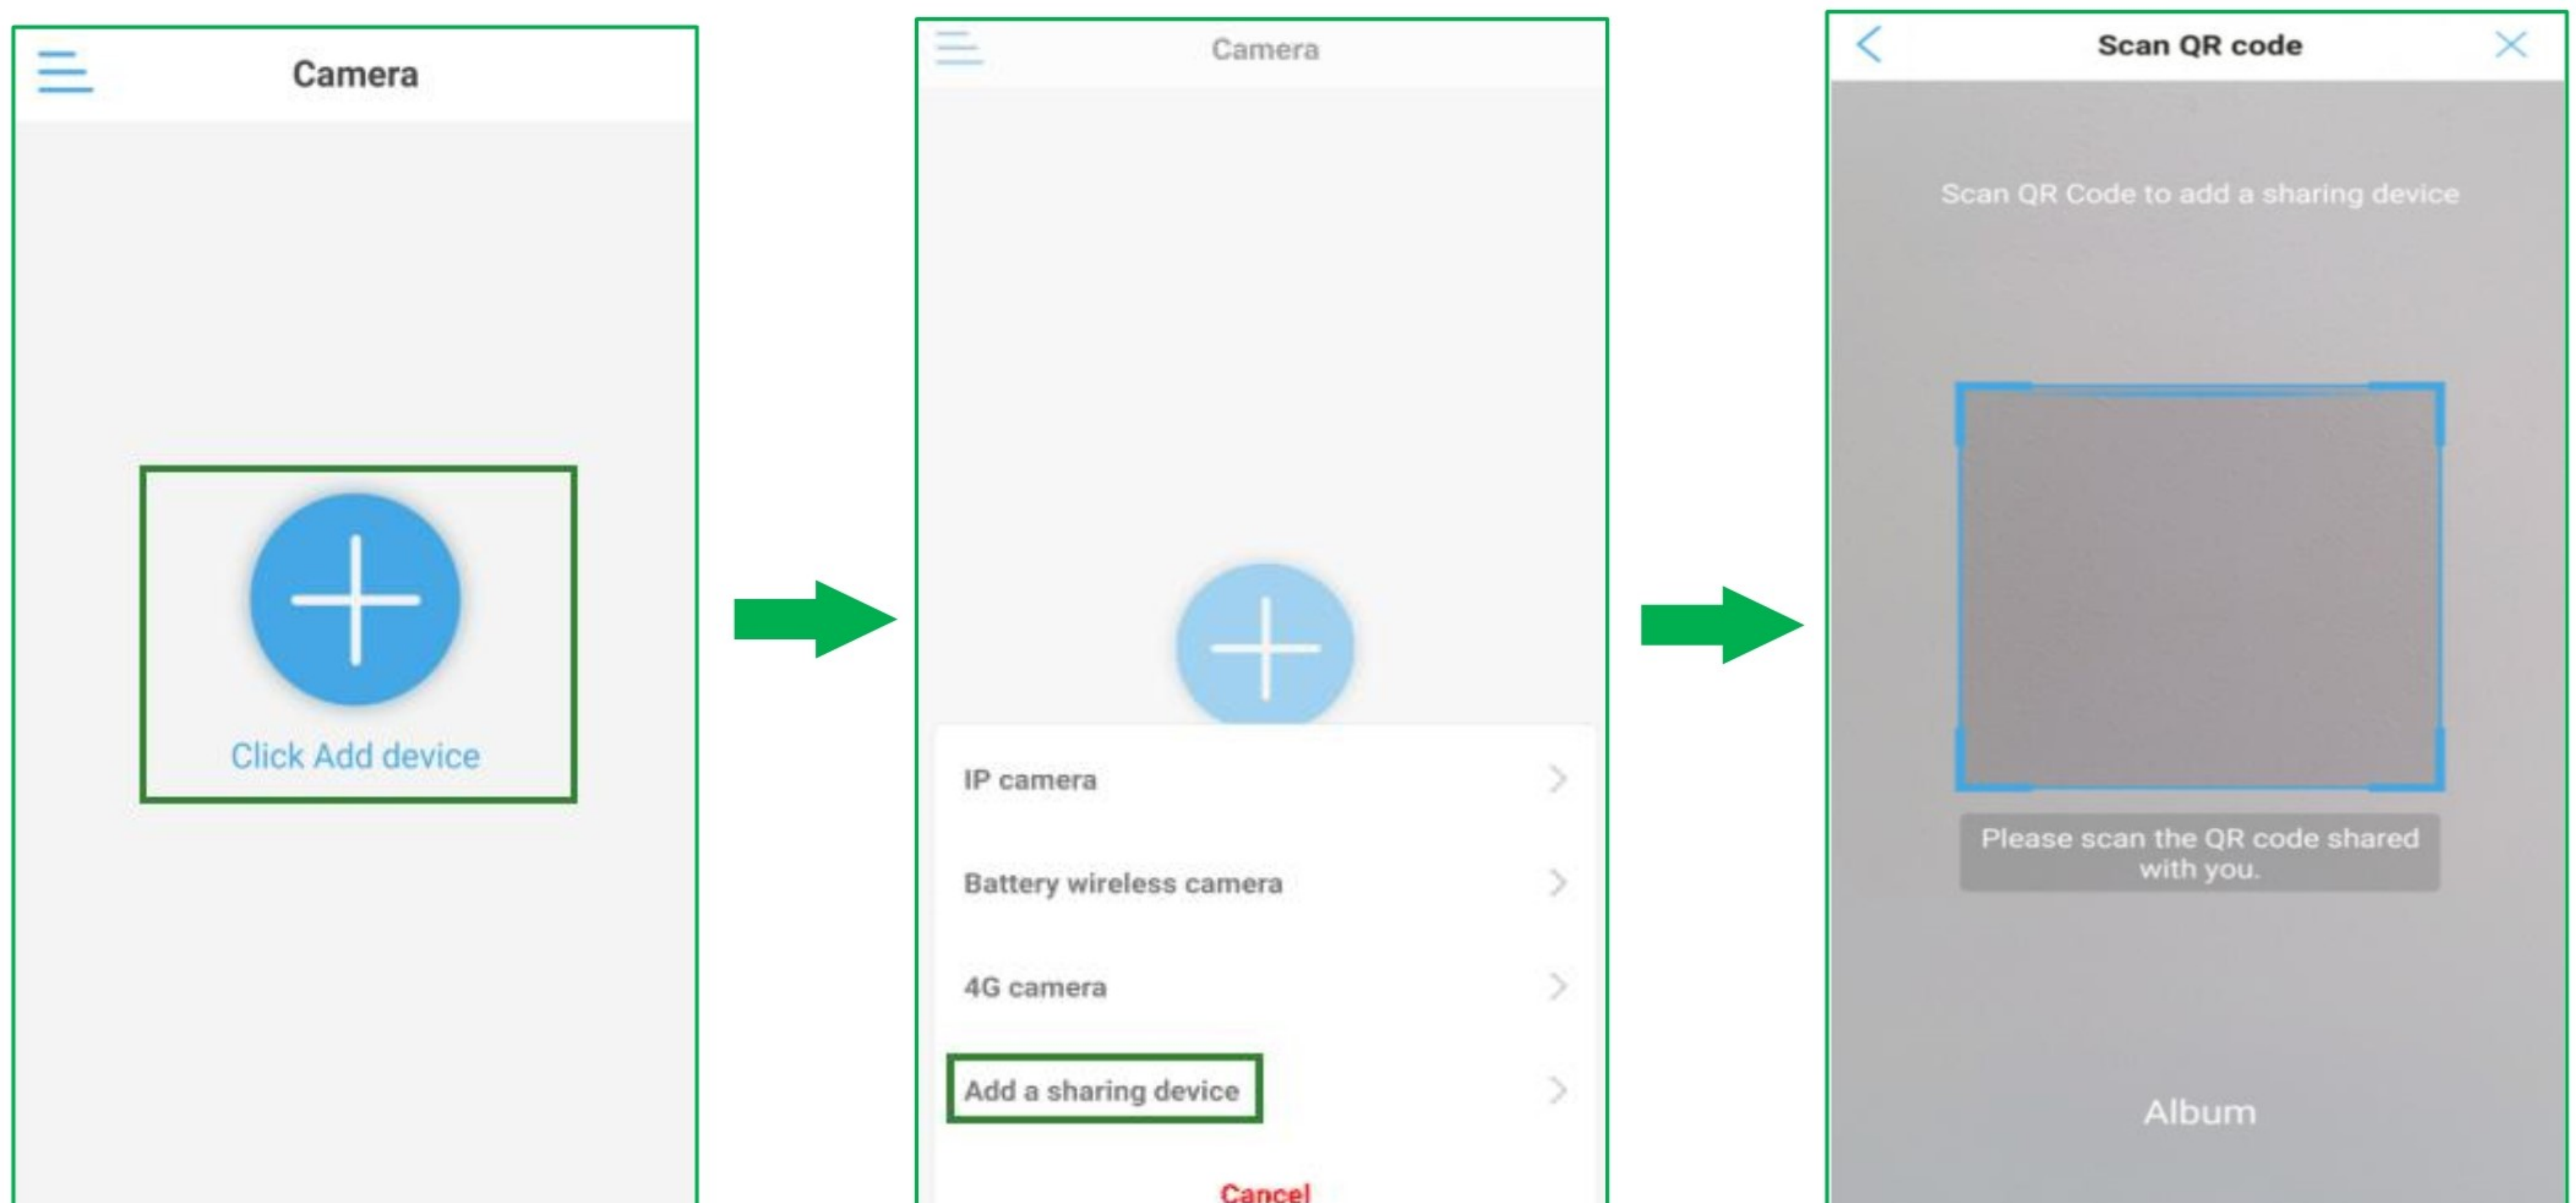 Camera
Click Add device
Camera
IP camera
Battery wireless camera
4G camera
Add a sharing device
Cancel
Scan QR code
Scan QR Code to add a sharing device
Please scan the QR code shared
with you.
Album